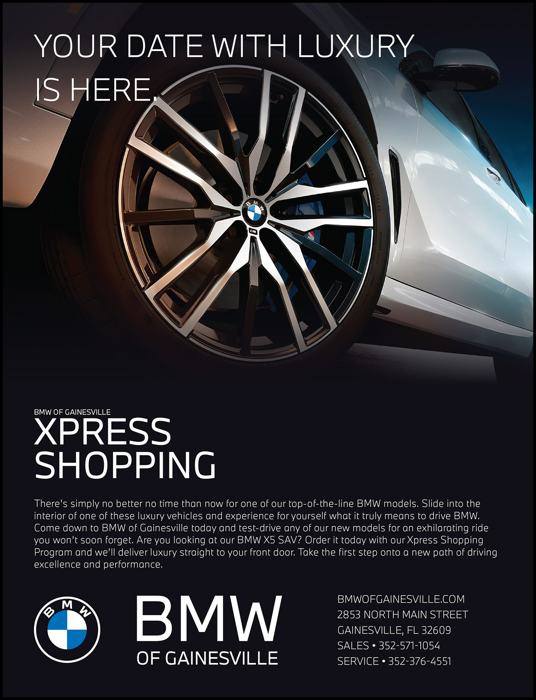 YOUR DATE WITH LUXURY
IS HERE.
BMW OF GAINESVILLE
XPRESS
SHOPPING
There's simply no better no time than now for one of our top-of-the-line BMW models. Slide into the
interior of one of these luxury vehicles and experience for yourself what it truly means to drive BMW.
Come down to BMW of Gainesville today and test-drive any of our new models for an exhilarating ride
you won't soon forget. Are you looking at our BMW X5 SAV? Order it today with our Xpress Shopping
Program and we'll deliver luxury straight to your front door. Take the first step onto a new path of driving
excellence and performance.
BMW
BMW
OF GAINESVILLE
BMWOFGAINESVILLE.COM
2853 NORTH MAIN STREET
GAINESVILLE, FL 32609
SALES • 352-571-1054
SERVICE • 352-376-4551